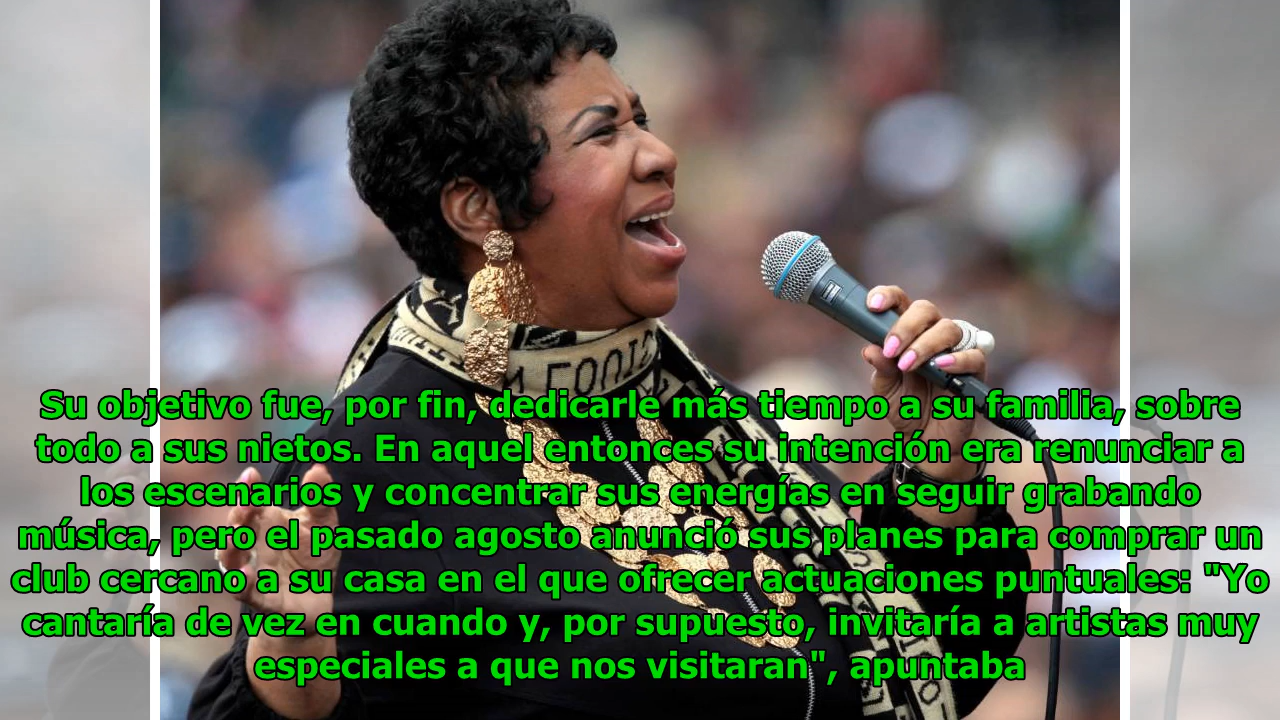 Su objetivo fue, por fin, dedicarle más tiempo a su familia, sobre
todo a sus nietos. En aquel entonces su intención era renunciar a
los escenarios y concentrar sus energías en seguir grabando
música, pero el pasado agosto anunció sus planes para comprar un
club cercano a su casa en el que ofrecer actuaciones puntuales: "Yo
cantaría de vez en cuando y, por supuesto, invitaría a artistas muy
especiales a que nos visitaran", apuntaba